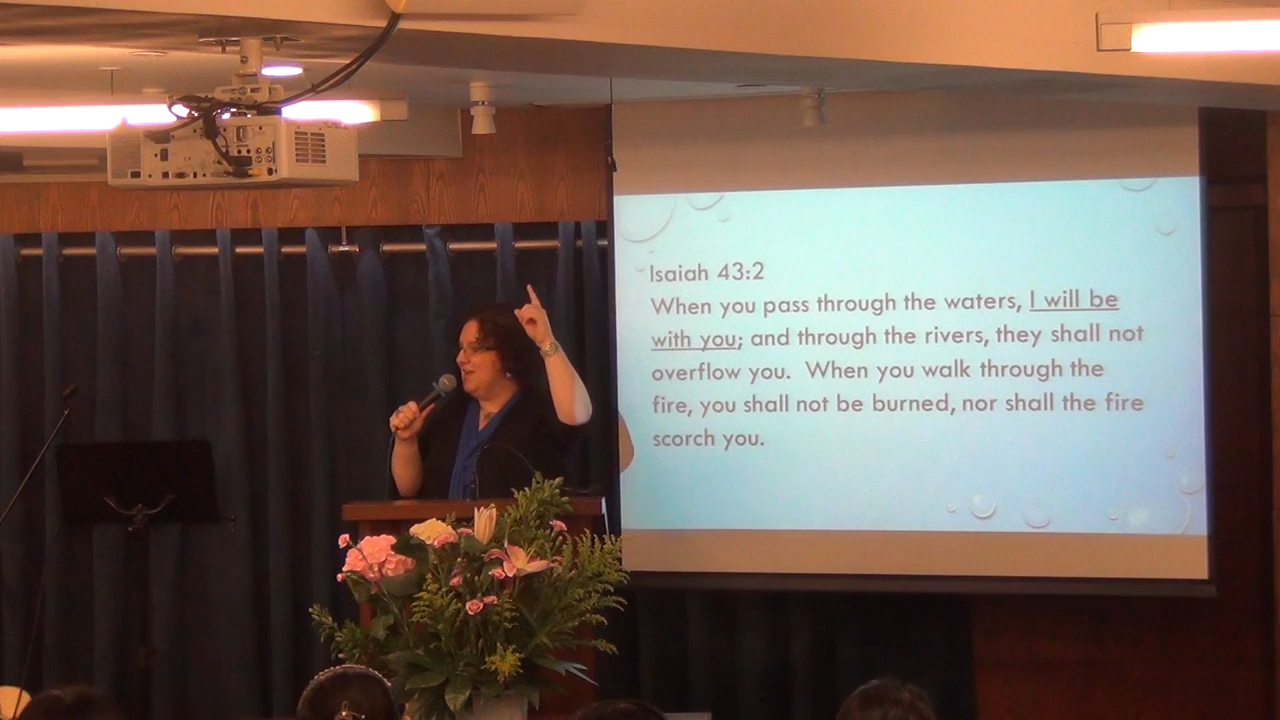 Isaiah 43:2
When you pass through the waters, I will be
with you; and through the rivers, they shall not
overflow you.  When you walk through the
fire, you shall not be burned, nor shall the fire
scorch you.